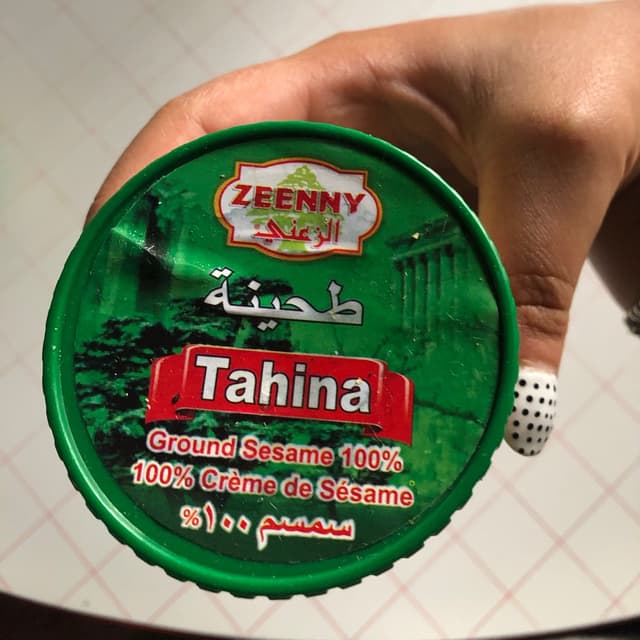 ZEENNY
الزعني
طحينة
Tahina
Ground Sesame 100%
100% Crème de Sésame
سمسم ١٠٠%